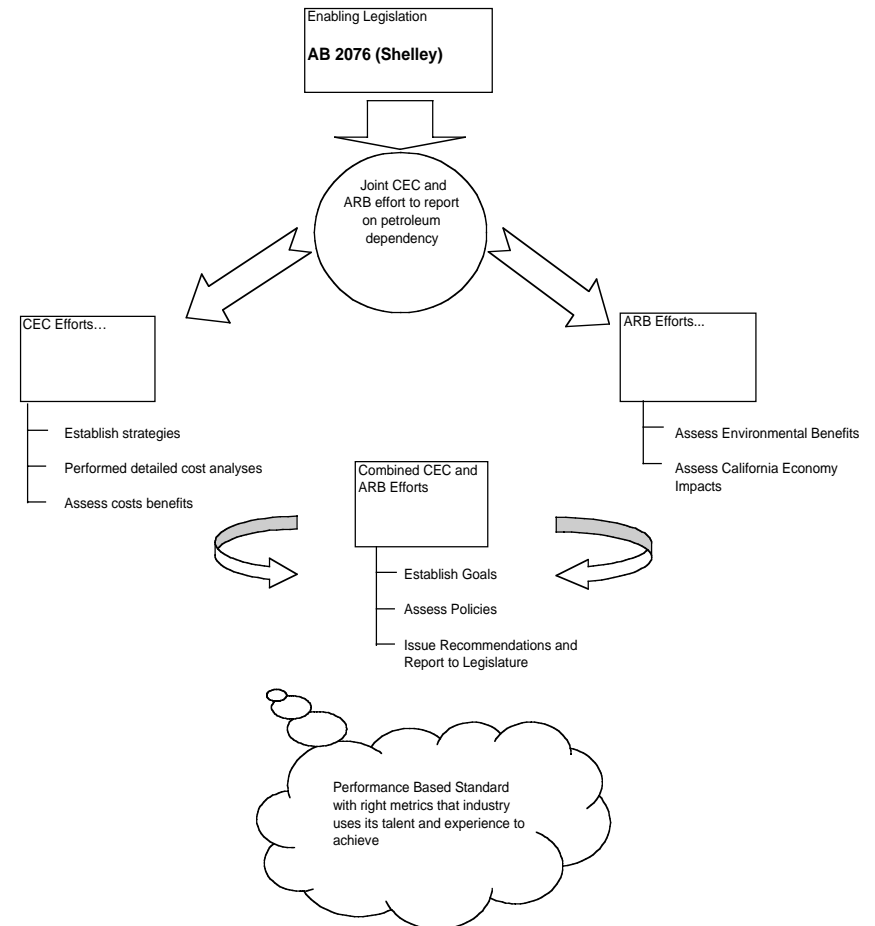 Enabling Legislation
AB 2076 (Shelley)
Joint CEC and
ARB effort to report
on petroleum
dependency
CEC Efforts…
Establish strategies
Performed detailed cost analyses
Assess costs benefits
ARB Efforts...
Assess Environmental Benefits
Assess California Economy
Impacts
Combined CEC and
ARB Efforts
Establish Goals
Assess Policies
Issue Recommendations and
Report to Legislature
Performance Based Standard
with right metrics that industry
uses its talent and experience to
achieve